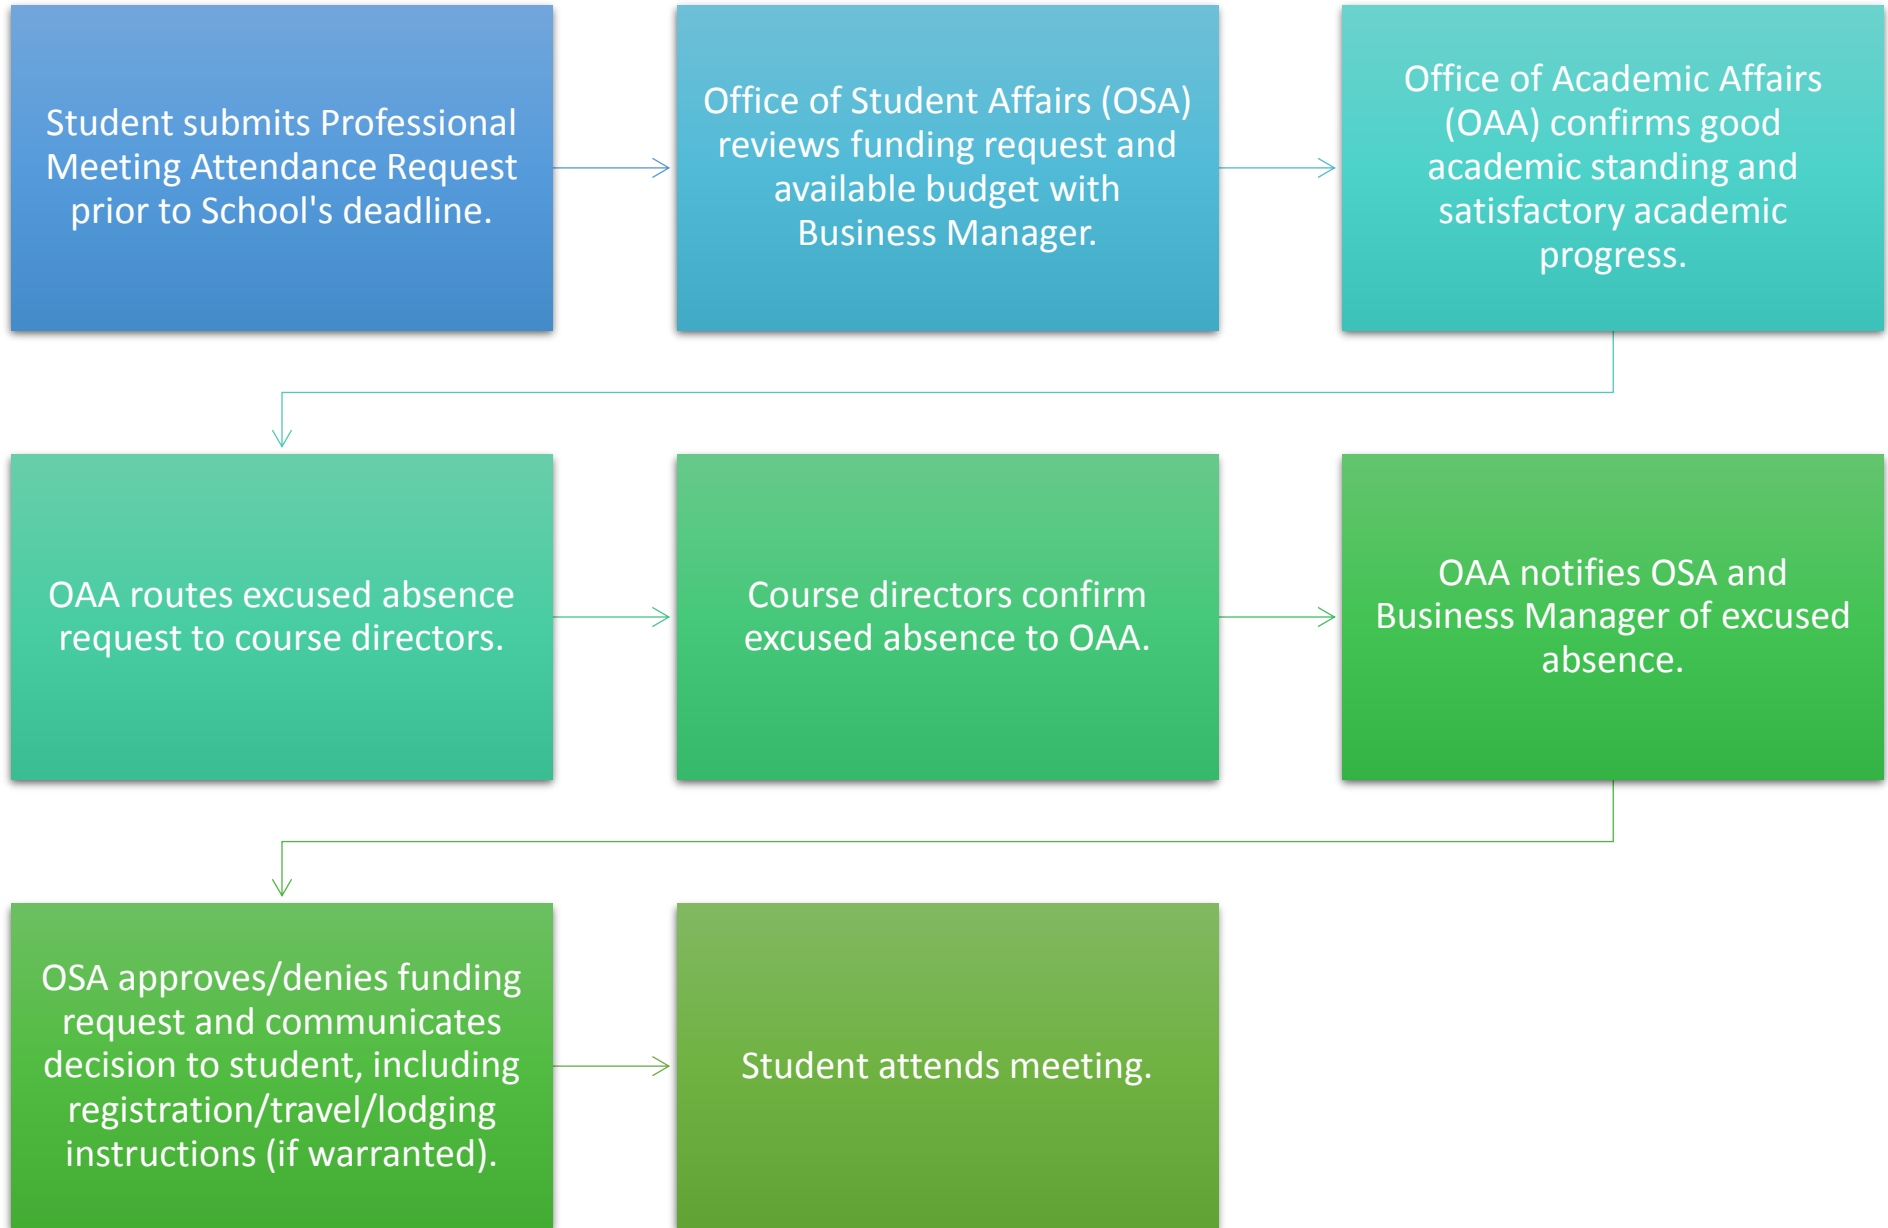 Student submits Professional
Meeting Attendance Request
prior to School's deadline.
Office of Student Affairs (OSA)
reviews funding request and
available budget with
Business Manager.
Office of Academic Affairs
(OAA) confirms good
academic standing and
satisfactory academic
progress.
OAA routes excused absence
request to course directors.
Course directors confirm
excused absence to OAA.
OAA notifies OSA and
Business Manager of excused
absence.
OSA approves/denies funding
request and communicates
decision to student, including
registration/travel/lodging
instructions (if warranted).
Student attends meeting.